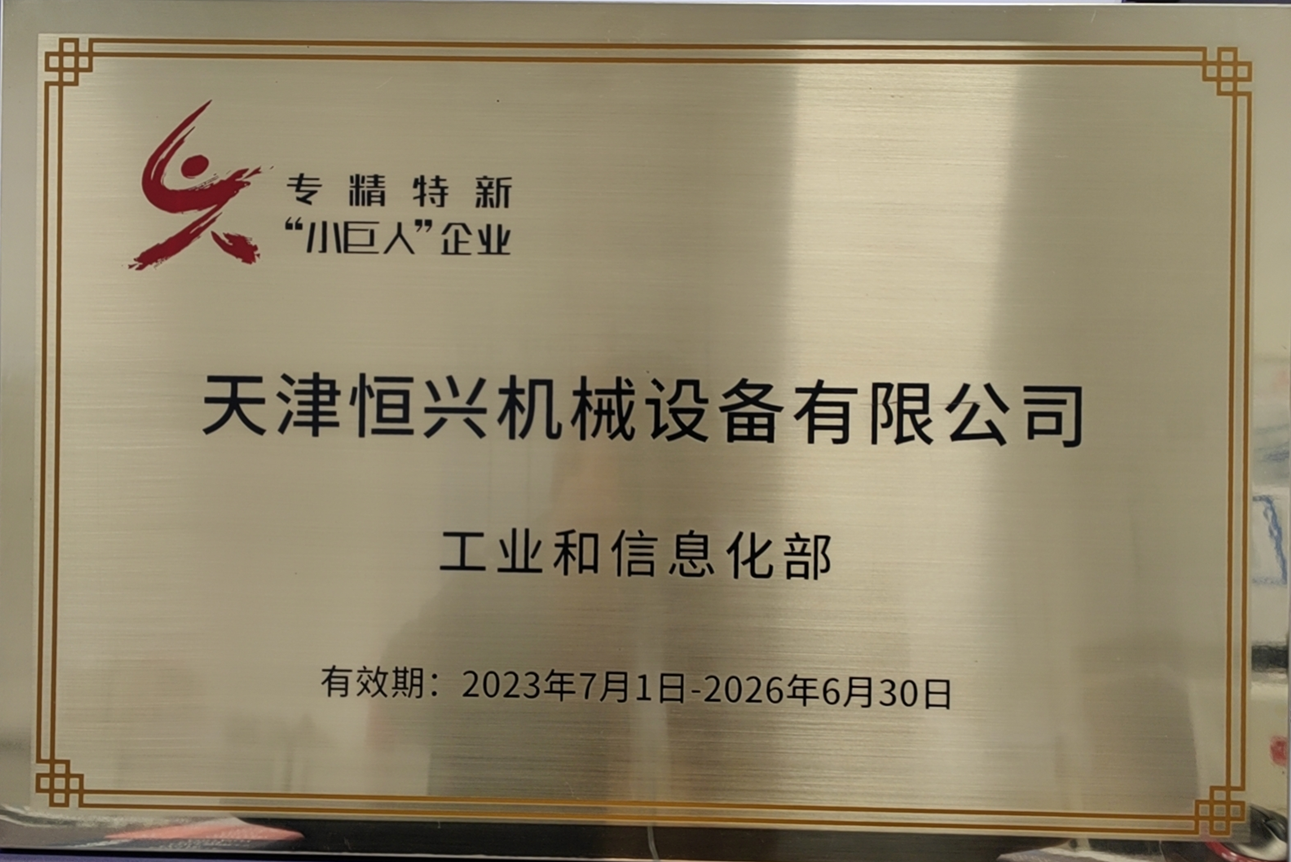 专精特新
“小巨人”企业
天津恒兴机械设备有限公司
工业和信息化部
有效期：2023年7月1日-2026年6月30日